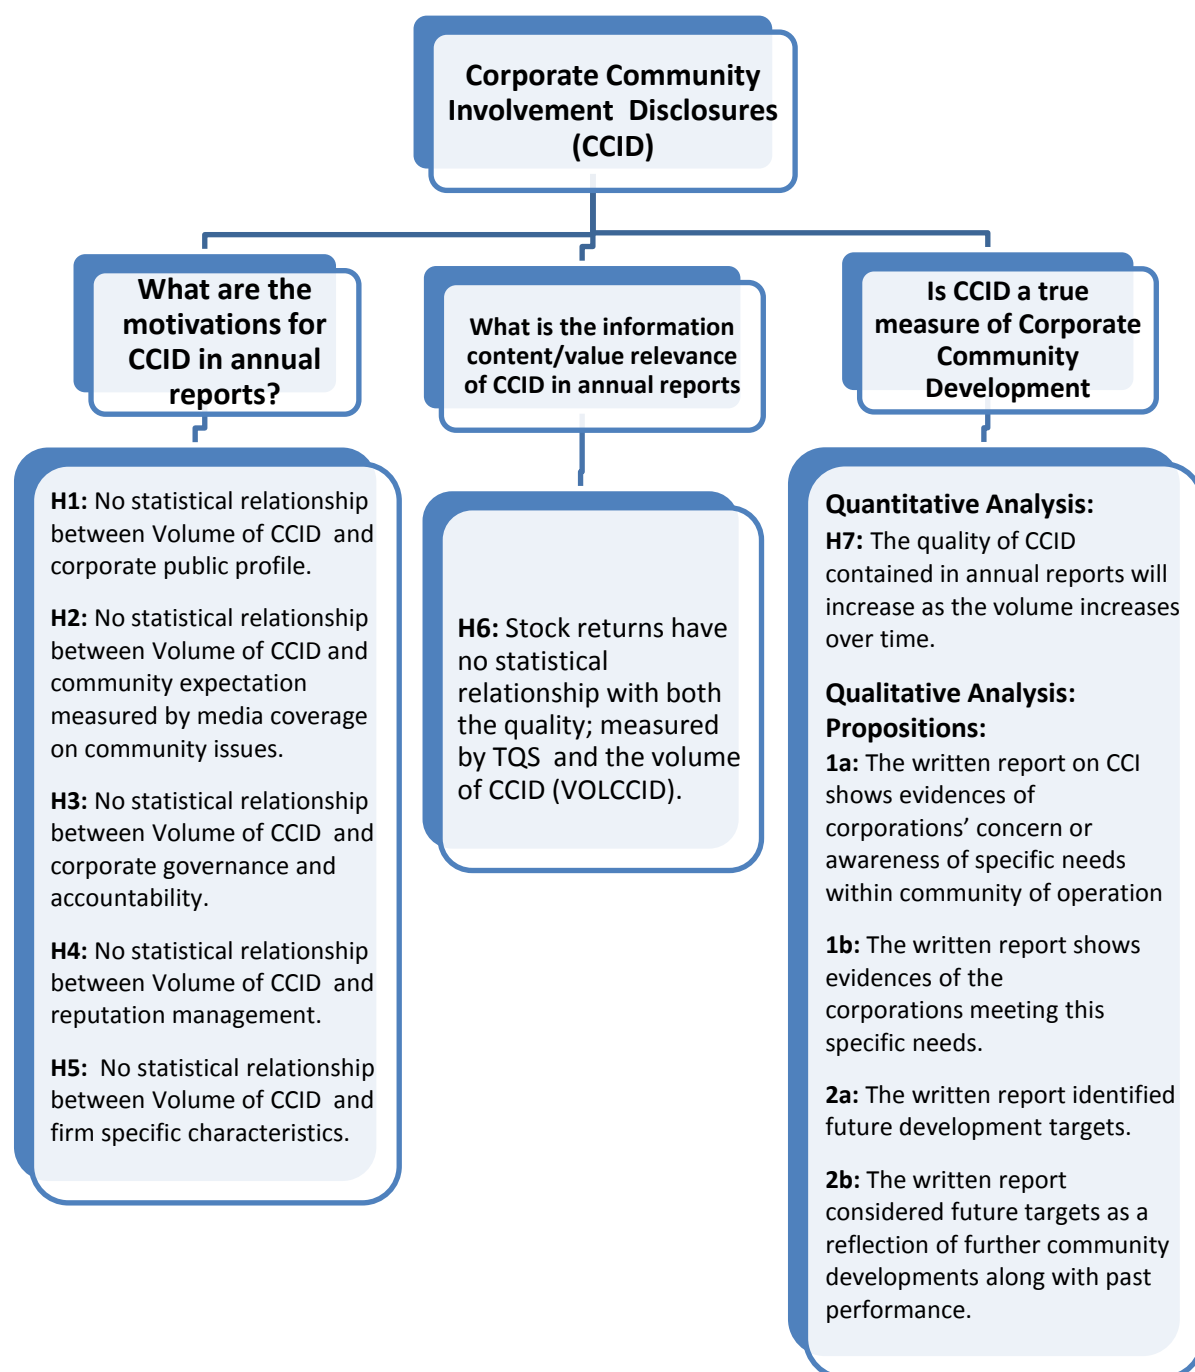 Corporate Community
Involvement Disclosures
(CCID)
What are the
motivations for
CCID in annual
reports?
H1: No statistical relationship
between Volume of CCID and
corporate public profile.
H2: No statistical relationship
between Volume of CCID and
community expectation
measured by media coverage
on community issues.
H3: No statistical relationship
between Volume of CCID and
corporate governance and
accountability.
H4: No statistical relationship
between Volume of CCID and
reputation management.
H5: No statistical relationship
between Volume of CCID and
firm specific characteristics.
What is the information
content/value relevance
of CCID in annual reports
H6: Stock returns have
no statistical
relationship with both
the quality; measured
by TQS and the volume
of CCID (VOLCCID).
Is CCID a true
measure of Corporate
Community
Development
Quantitative Analysis:
H7: The quality of CCID
contained in annual reports will
increase as the volume increases
over time.
Qualitative Analysis:
Propositions:
1a: The written report on CCI
shows evidences of
corporations’ concern or
awareness of specific needs
within community of operation
1b: The written report shows
evidences of the
corporations meeting this
specific needs.
2a: The written report identified
future development targets.
2b: The written report
considered future targets as a
reflection of further community
developments along with past
performance.